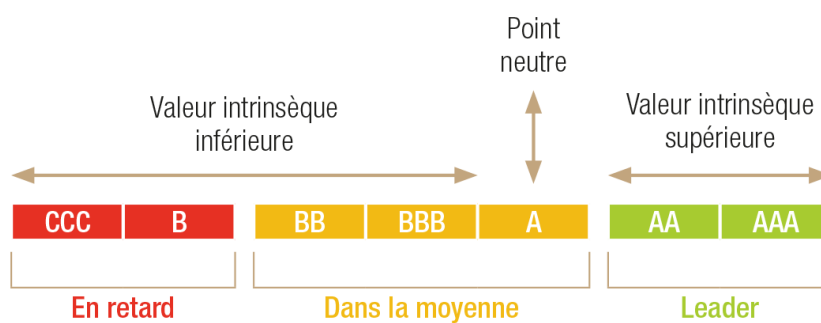 Point
neutre
Valeur intrinsèque
inférieure
Valeur intrinsèque
supérieure
CCC B BB BBB A AA AAA
En retard Dans la moyenne Leader